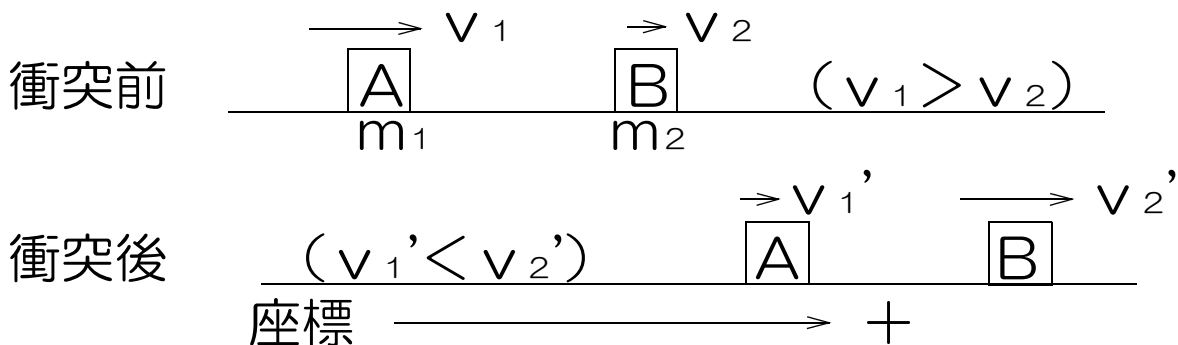 v₁ v₂
衝突前 A B (v₁>v₂)
m₁ m₂
v₁' v₂'
衝突後 (v₁'<v₂') A B
座標 +